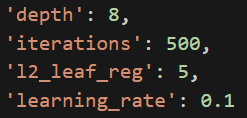 'depth': 8,
'iterations': 500,
'l2_leaf_reg': 5,
'learning_rate': 0.1